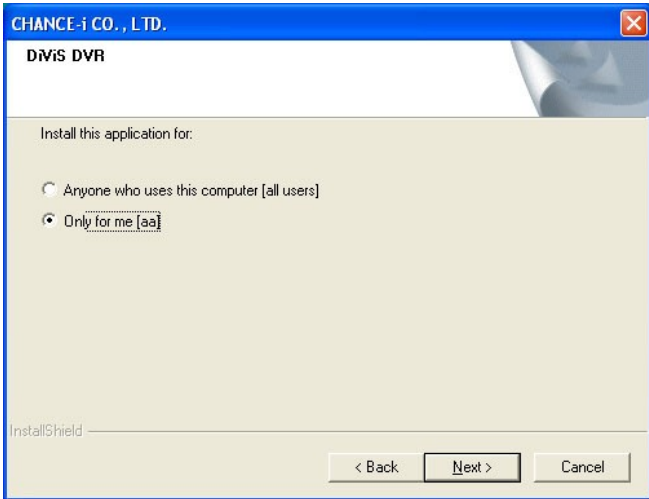 CHANCE-i CO., LTD.
DiViS DVR
Install this application for:
Anyone who uses this computer [all users]
Only for me [aa]
InstallShield
< Back
Next >
Cancel